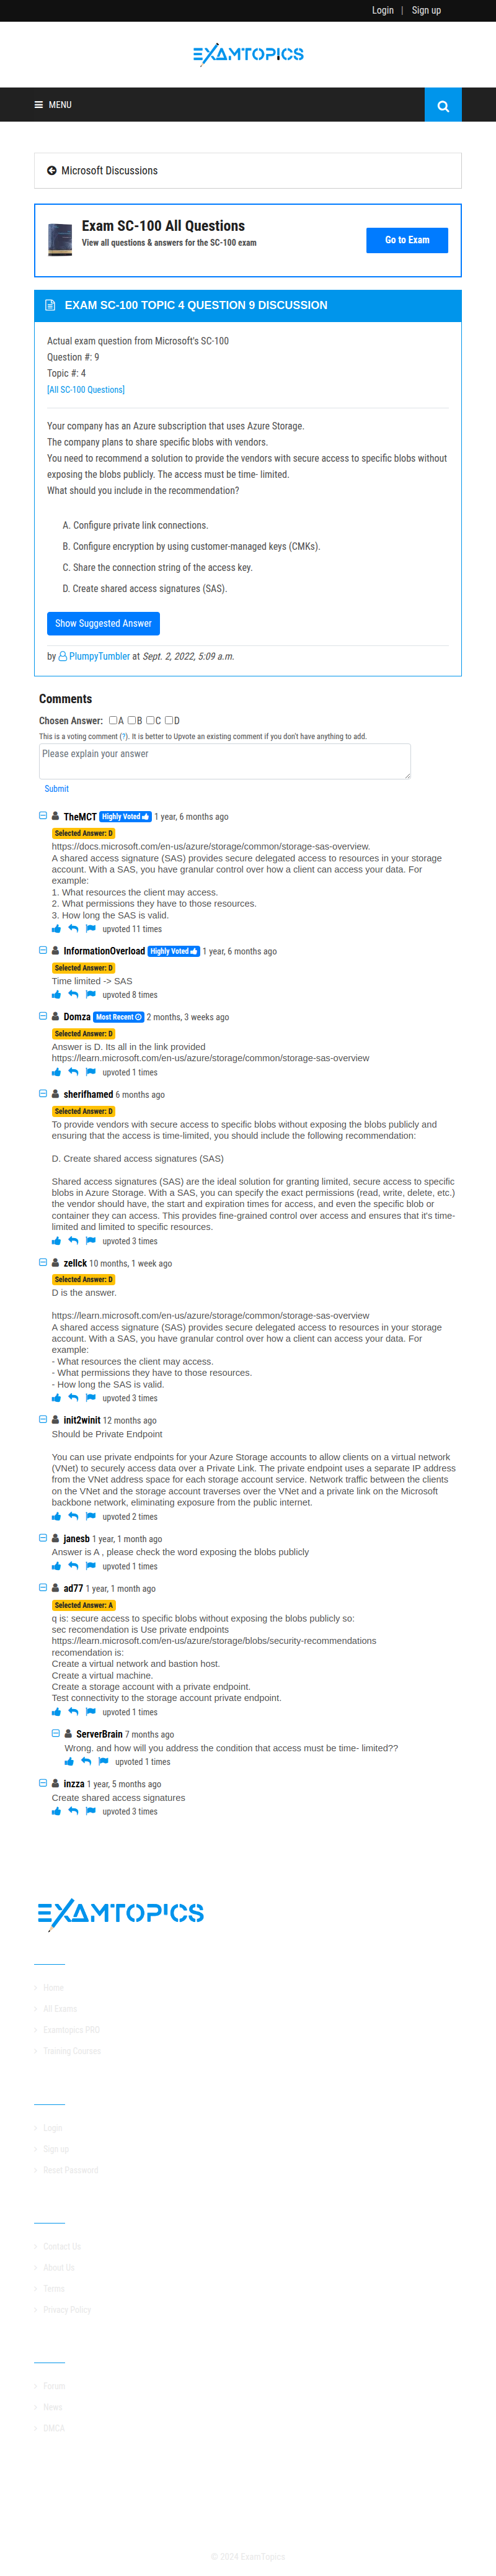 Login | Sign up
EXAMTOPICS
MENU
Microsoft Discussions
Exam SC-100 All Questions
View all questions & answers for the SC-100 exam
Go to Exam
EXAM SC-100 TOPIC 4 QUESTION 9 DISCUSSION
Actual exam question from Microsoft's SC-100
Question #: 9
Topic #: 4
[All SC-100 Questions]
Your company has an Azure subscription that uses Azure Storage.
The company plans to share specific blobs with vendors.
You need to recommend a solution to provide the vendors with secure access to specific blobs without
exposing the blobs publicly. The access must be time- limited.
What should you include in the recommendation?
A. Configure private link connections.
B. Configure encryption by using customer-managed keys (CMKs).
C. Share the connection string of the access key.
D. Create shared access signatures (SAS).
Show Suggested Answer
by PlumpyTumbler at Sept. 2, 2022, 5:09 a.m.
Comments
Chosen Answer: A B C D
This is a voting comment (?). It is better to Upvote an existing comment if you don't have anything to add.
Please explain your answer
Submit
TheMCT Highly Voted 1 year, 6 months ago
Selected Answer: D
https://docs.microsoft.com/en-us/azure/storage/common/storage-sas-overview.
A shared access signature (SAS) provides secure delegated access to resources in your storage
account. With a SAS, you have granular control over how a client can access your data. For
example:
1. What resources the client may access.
2. What permissions they have to those resources.
3. How long the SAS is valid.
upvoted 11 times
InformationOverload Highly Voted 1 year, 6 months ago
Selected Answer: D
Time limited -> SAS
upvoted 8 times
Domza Most Recent 2 months, 3 weeks ago
Selected Answer: D
Answer is D. Its all in the link provided
https://learn.microsoft.com/en-us/azure/storage/common/storage-sas-overview
upvoted 1 times
sherifhamed 6 months ago
Selected Answer: D
To provide vendors with secure access to specific blobs without exposing the blobs publicly and
ensuring that the access is time-limited, you should include the following recommendation:
D. Create shared access signatures (SAS)
Shared access signatures (SAS) are the ideal solution for granting limited, secure access to specific
blobs in Azure Storage. With a SAS, you can specify the exact permissions (read, write, delete, etc.)
the vendor should have, the start and expiration times for access, and even the specific blob or
container they can access. This provides fine-grained control over access and ensures that it's time-
limited and limited to specific resources.
upvoted 3 times
zellck 10 months, 1 week ago
Selected Answer: D
D is the answer.
https://learn.microsoft.com/en-us/azure/storage/common/storage-sas-overview
A shared access signature (SAS) provides secure delegated access to resources in your storage
account. With a SAS, you have granular control over how a client can access your data. For
example:
- What resources the client may access.
- What permissions they have to those resources.
- How long the SAS is valid.
upvoted 3 times
init2winit 12 months ago
Should be Private Endpoint
You can use private endpoints for your Azure Storage accounts to allow clients on a virtual network
(VNet) to securely access data over a Private Link. The private endpoint uses a separate IP address
from the VNet address space for each storage account service. Network traffic between the clients
on the VNet and the storage account traverses over the VNet and a private link on the Microsoft
backbone network, eliminating exposure from the public internet.
upvoted 2 times
janesb 1 year, 1 month ago
Answer is A , please check the word exposing the blobs publicly
upvoted 1 times
ad77 1 year, 1 month ago
Selected Answer: A
q is: secure access to specific blobs without exposing the blobs publicly so:
sec recomendation is Use private endpoints
https://learn.microsoft.com/en-us/azure/storage/blobs/security-recommendations
recomendation is:
Create a virtual network and bastion host.
Create a virtual machine.
Create a storage account with a private endpoint.
Test connectivity to the storage account private endpoint.
upvoted 1 times
ServerBrain 7 months ago
Wrong. and how will you address the condition that access must be time- limited??
upvoted 1 times
inzza 1 year, 5 months ago
Create shared access signatures
upvoted 3 times
EXAMTOPICS
Home
All Exams
Examtopics PRO
Training Courses
Login
Sign up
Reset Password
Contact Us
About Us
Terms
Privacy Policy
Forum
News
DMCA
© 2024 ExamTopics